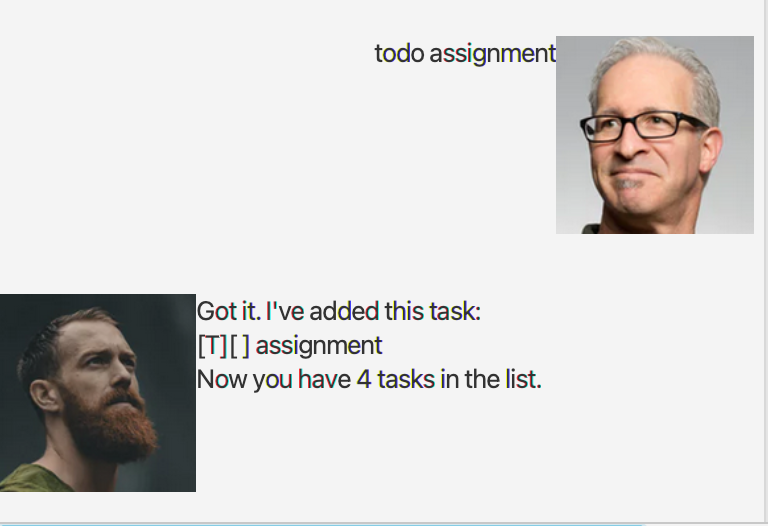 todo assignment
Got it. I've added this task:
[T][ ] assignment
Now you have 4 tasks in the list.